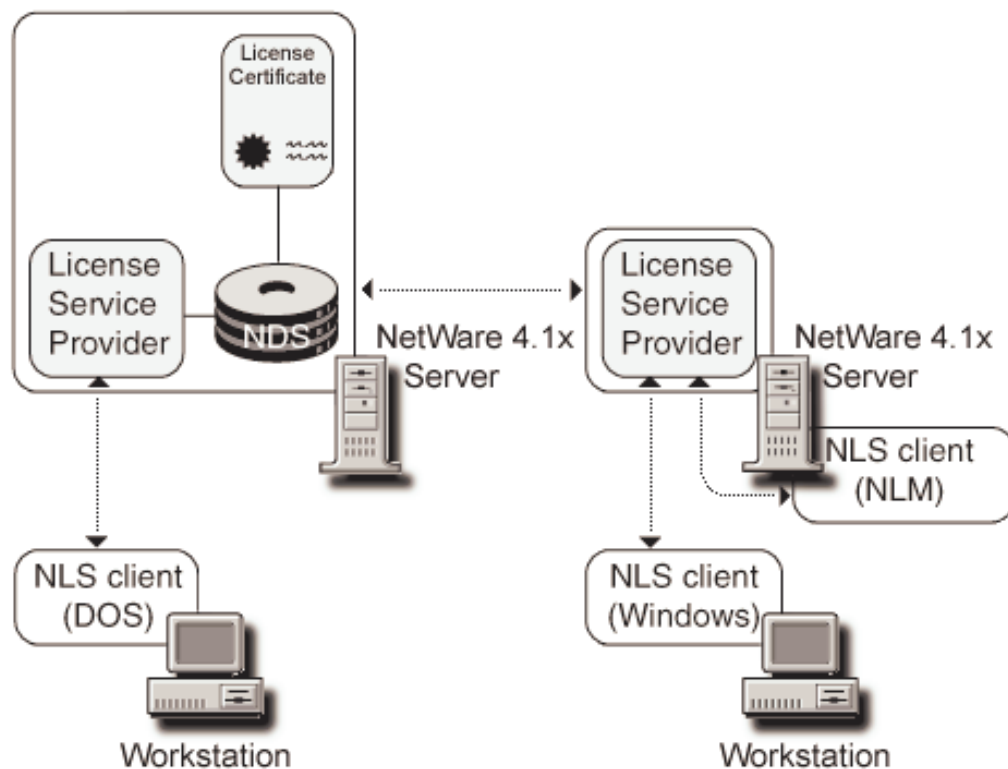 License
Certificate
License
Service
Provider
NDS
NetWare 4.1x
Server
License
Service
Provider
NetWare 4.1x
Server
NLS client
(NLM)
NLS client
(DOS)
Workstation
NLS client
(Windows)
Workstation